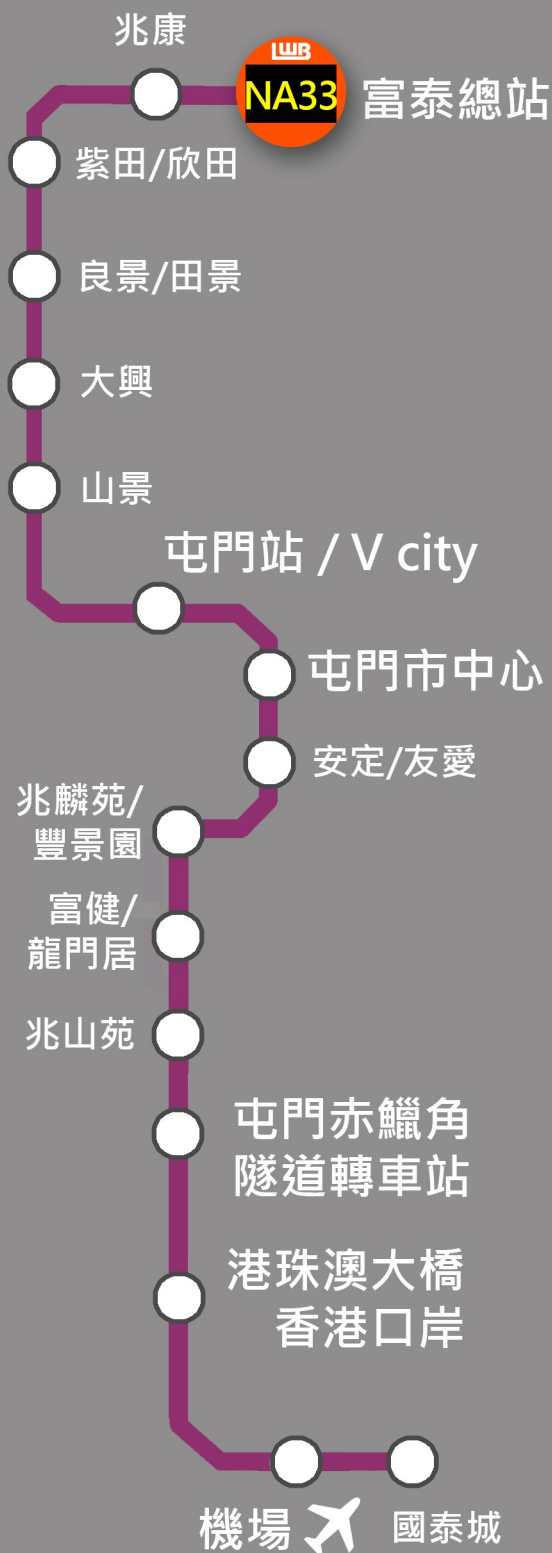 兆康
LWB
NA33
富泰總站
紫田/欣田
良景/田景
大興
山景
屯門站 / V city
屯門市中心
安定/友愛
兆麟苑/
豐景園
富健/
龍門居
兆山苑
屯門赤鱲角
隧道轉車站
港珠澳大橋
香港口岸
機場
國泰城